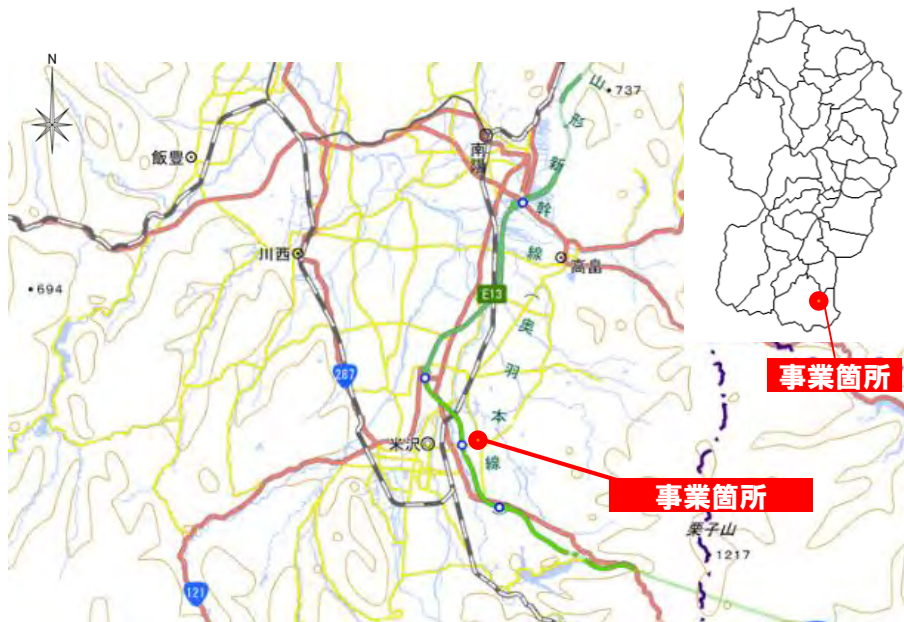 N
飯豊
南陽
山形新幹線
•737
川西
高畠
•694
E13
(奥羽本線
287
米沢
事業箇所
事業箇所
栗子山
1217
121